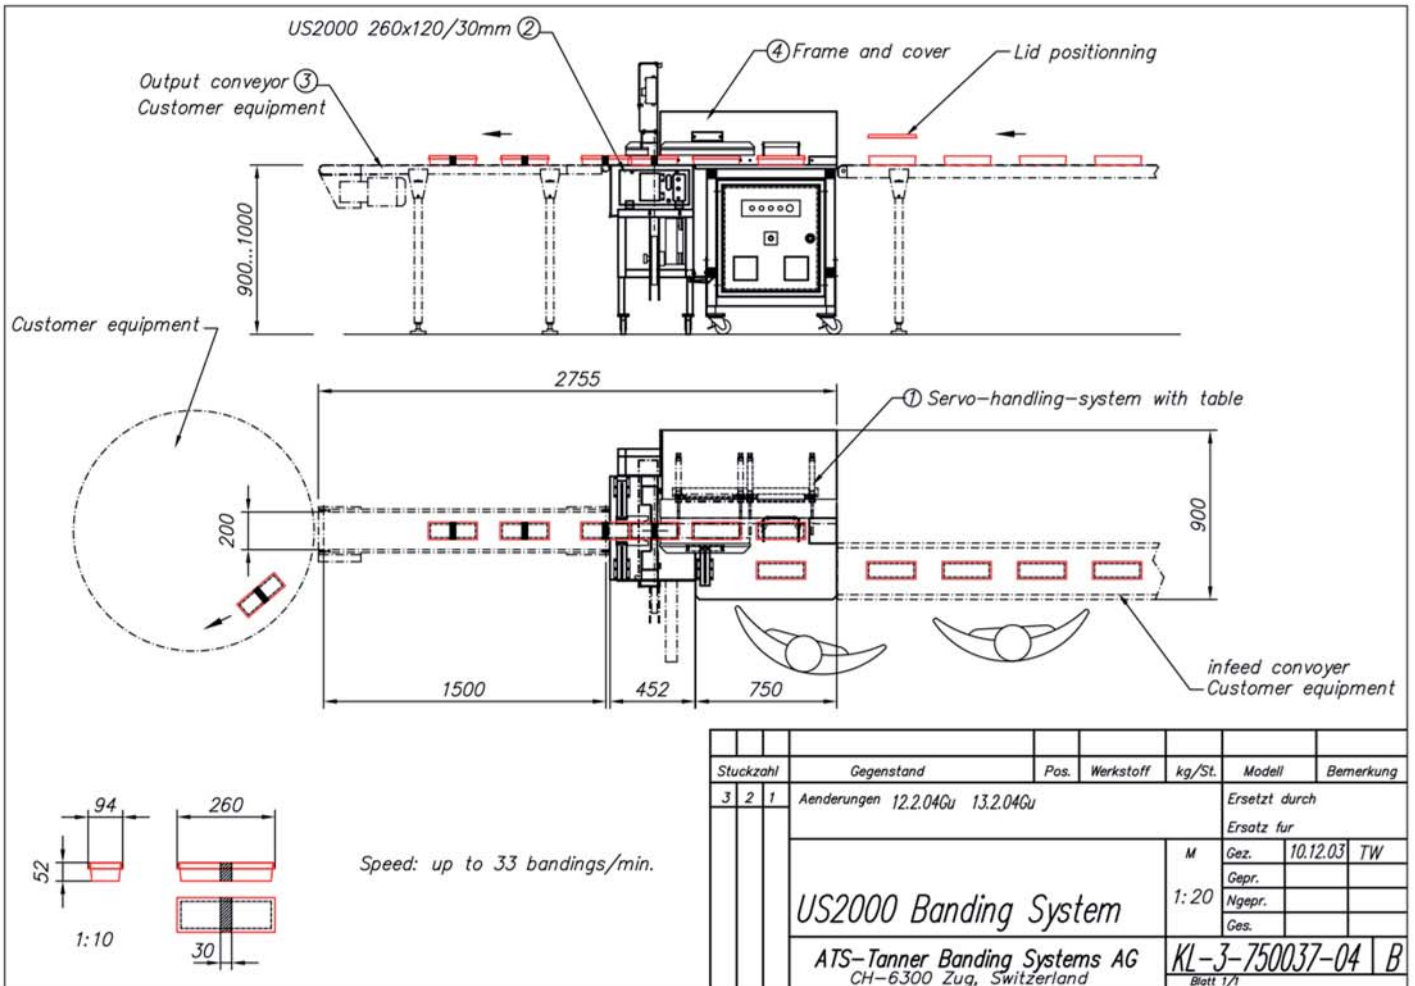 US2000 260x120/30mm ②
④ Frame and cover
Lid positionning
Output conveyor ③
Customer equipment
900...1000
Customer equipment
2755
① Servo-handling-system with table
200
900
infeed convoyer
Customer equipment
1500
452
750
94
260
52
Speed: up to 33 bandings/min.
1:10
30
Stuckzahl Gegenstand Pos. Werkstoff kg/St. Modell Bemerkung
3 2 1 Aenderungen 12.2.04Gu 13.2.04Gu Ersetzt durch
Ersatz fur
M Gez. 10.12.03 TW
Gepr.
1:20 Ngepr.
Ges.
US2000 Banding System
ATS-Tanner Banding Systems AG
CH-6300 Zug, Switzerland
KL-3-750037-04 B
Blatt 1/1